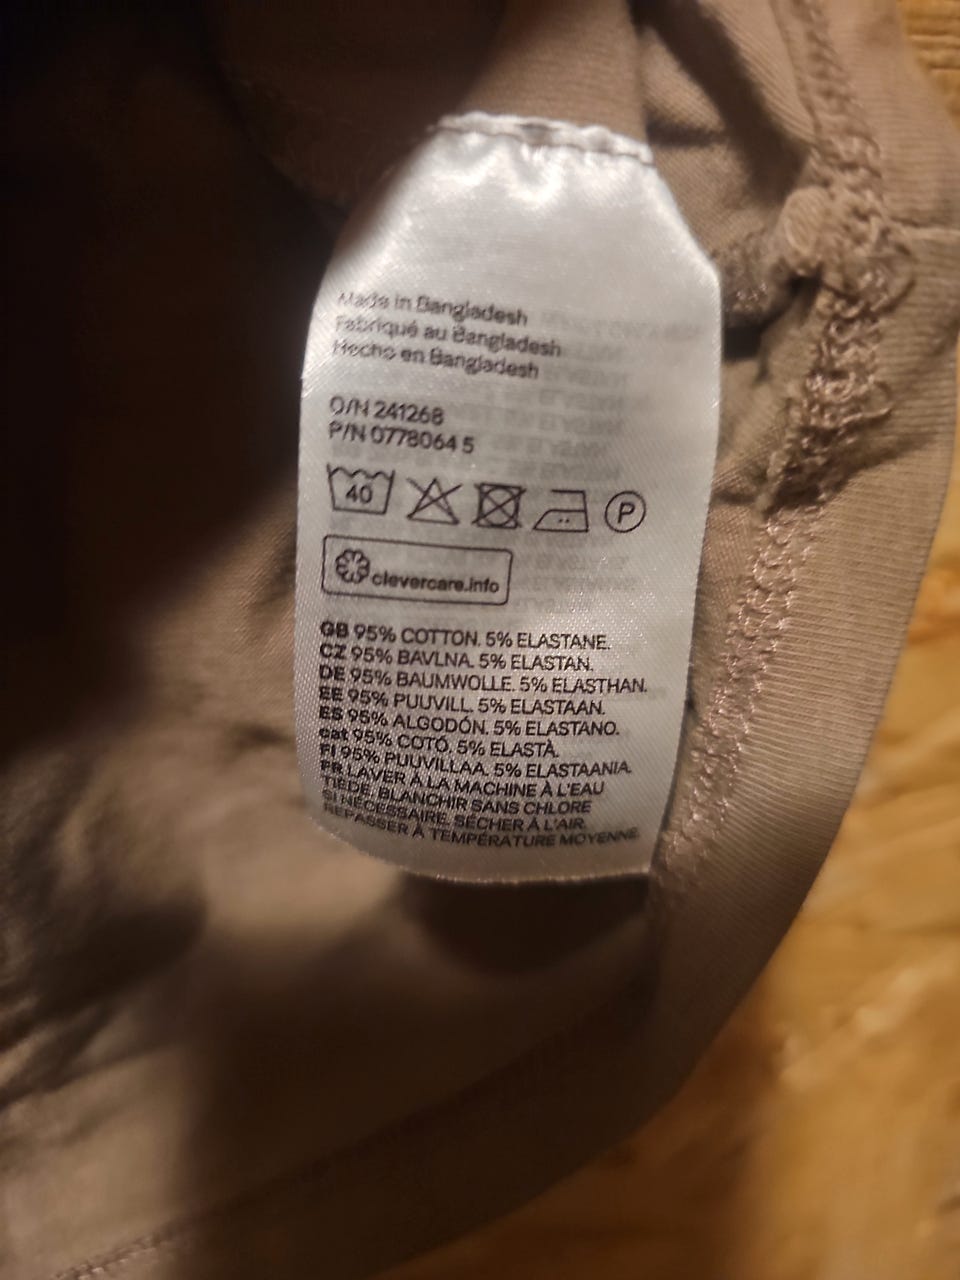 Made in Bangladesh
Fabriqué au Bangladesh
Hecho en Bangladesh
O/N 241268
P/N 0778064 5
40
P
clevercare.info
GB 95% COTTON. 5% ELASTANE.
CZ 95% BAVLNA. 5% ELASTAN.
DE 95% BAUMWOLLE. 5% ELASTHAN.
EE 95% PUUVILL. 5% ELASTAAN.
ES 95% ALGODÓN. 5% ELASTANO.
cat 95% COTÓ. 5% ELASTÀ.
FI 95% PUUVILLAA. 5% ELASTAANIA.
FR LAVER À LA MACHINE À L'EAU
TIEDE. BLANCHIR SANS CHLORE
SI NÉCESSAIRE. SÉCHER À L'AIR.
REPASSER À TEMPÉRATURE MOYENNE.